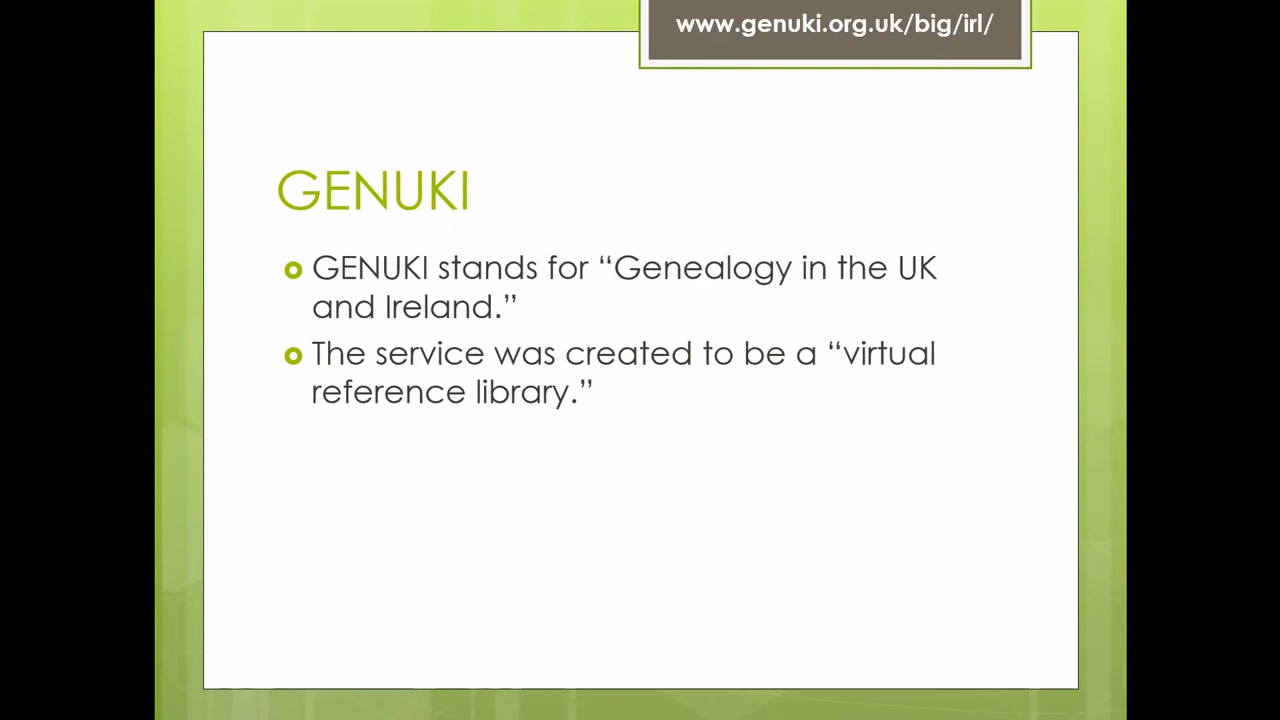 www.genuki.org.uk/big/irl/
GENUKI
GENUKI stands for “Genealogy in the UK
and Ireland.”
The service was created to be a “virtual
reference library.”